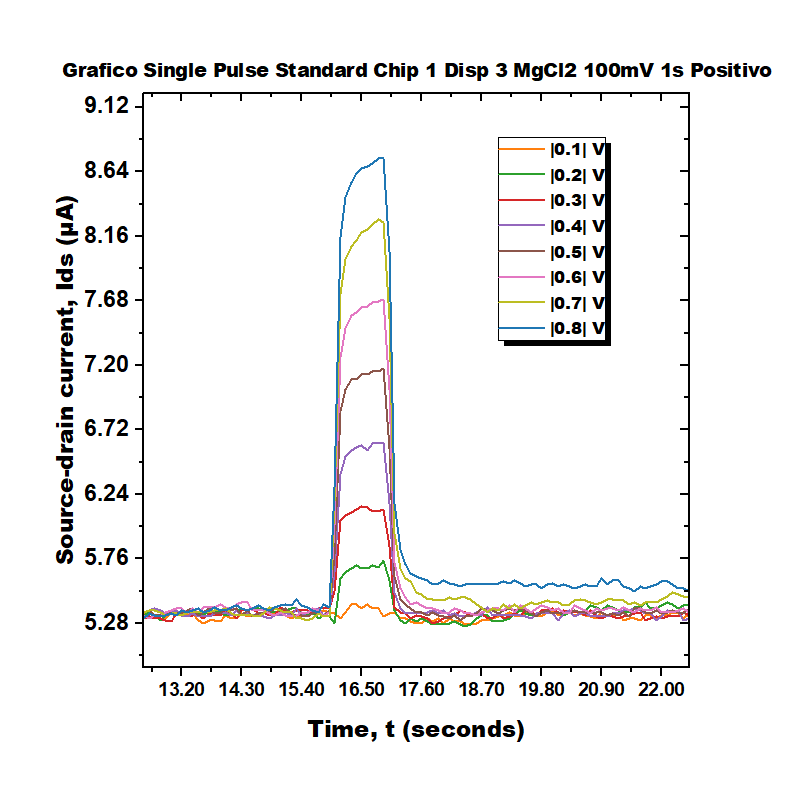 Grafico Single Pulse Standard Chip 1 Disp 3 MgCl2 100mV 1s Positivo
9.12
8.64
8.16
7.68
7.20
6.72
6.24
5.76
5.28
Source-drain current, Ids (µA)
|0.1| V
|0.2| V
|0.3| V
|0.4| V
|0.5| V
|0.6| V
|0.7| V
|0.8| V
13.20 14.30 15.40 16.50 17.60 18.70 19.80 20.90 22.00
Time, t (seconds)